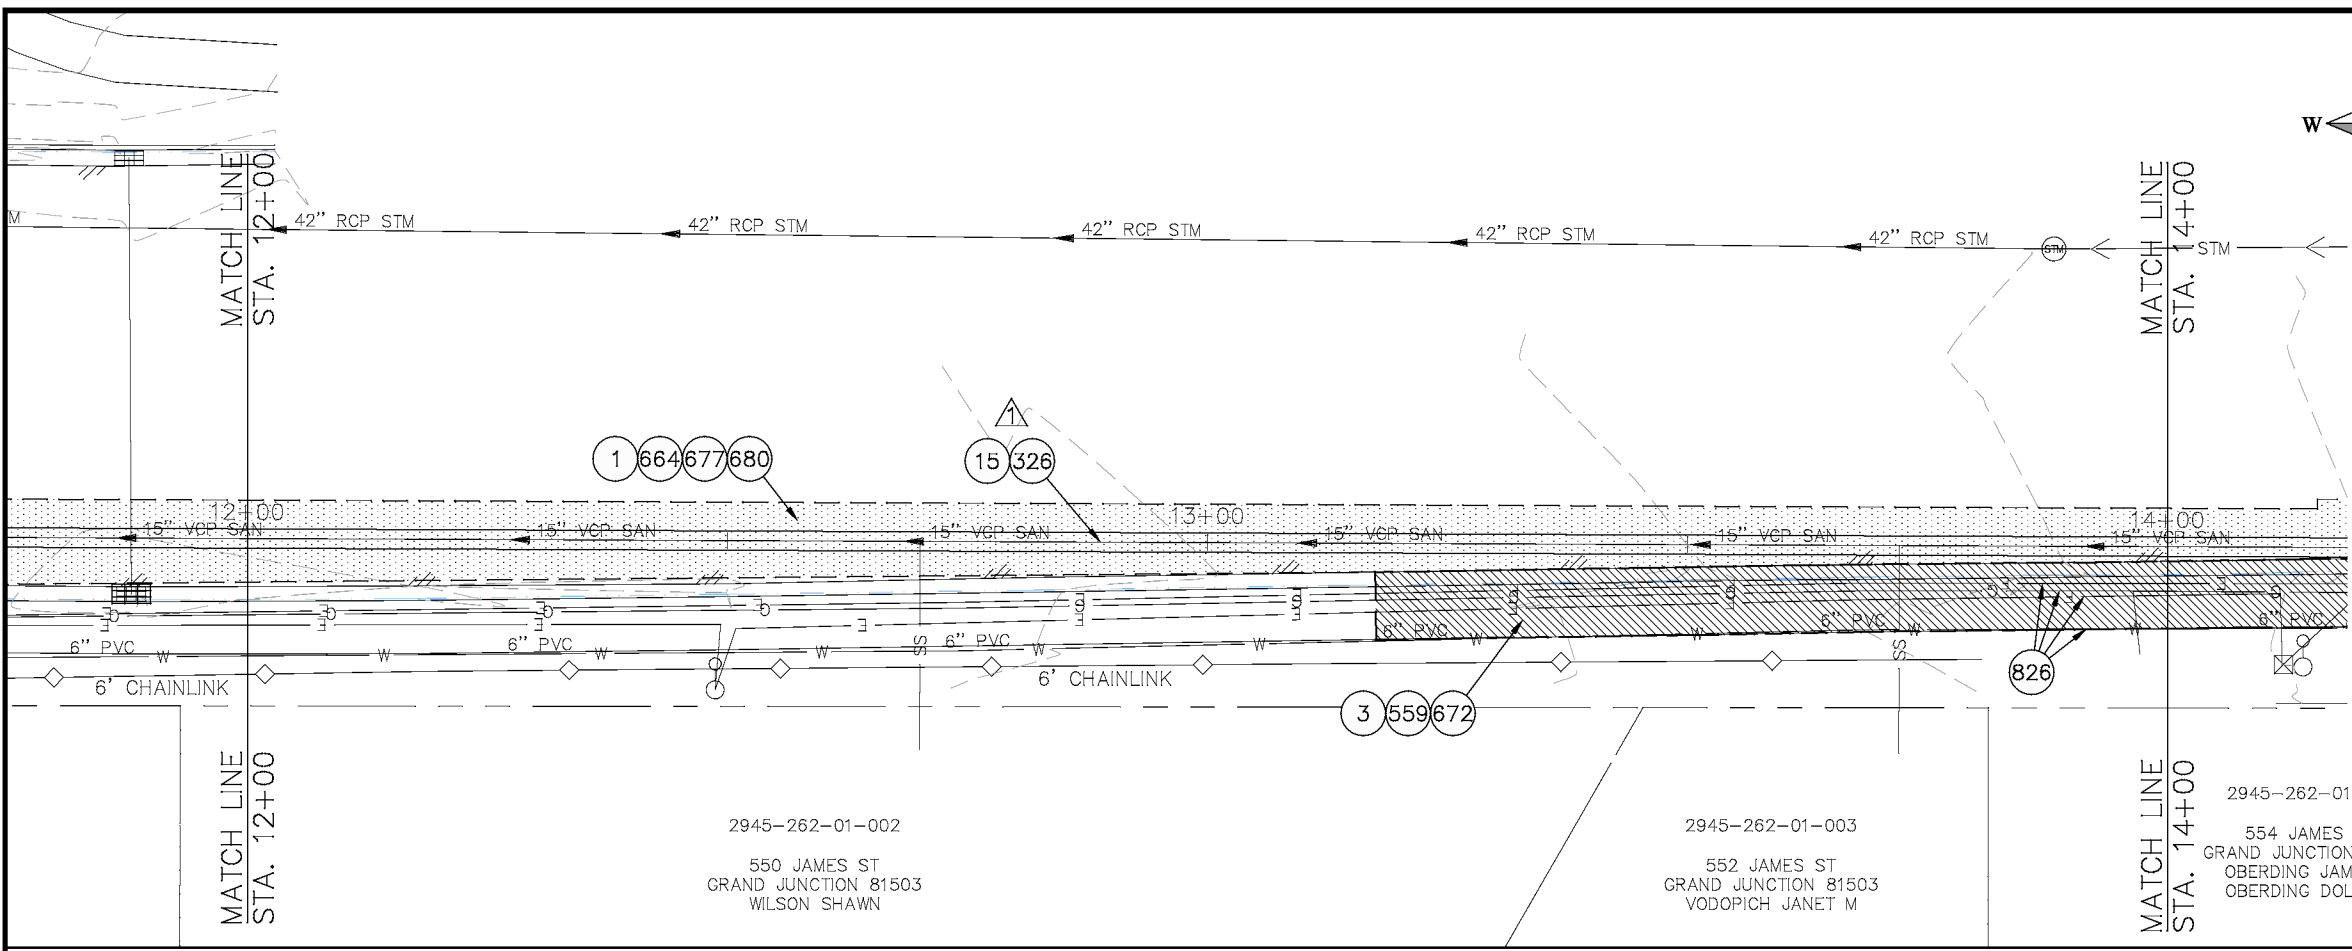 W
MATCH LINE
STA. 12+00
MATCH LINE
STA. 14+00
M
42" RCP STM
42" RCP STM
42" RCP STM
42" RCP STM
42" RCP STM
STM
STM
1
1 664 677 680
15 326
12+00
13+00
14+00
15" VCP SAN
15" VCP SAN
15" VCP SAN
15" VCP SAN
15" VCP SAN
15" VCP SAN
6" PVC
6" PVC
6" PVC
6" PVC
6" PVC
6" PVC
W
W
W
W
W
W
W
W
W
W
SS
SS
6' CHAINLINK
6' CHAINLINK
826
3 559 672
MATCH LINE
STA. 12+00
MATCH LINE
STA. 14+00
2945-262-01-002
550 JAMES ST
GRAND JUNCTION 81503
WILSON SHAWN
2945-262-01-003
552 JAMES ST
GRAND JUNCTION 81503
VODOPICH JANET M
2945-262-01
554 JAMES
GRAND JUNCTION
OBERDING JAM
OBERDING DOL